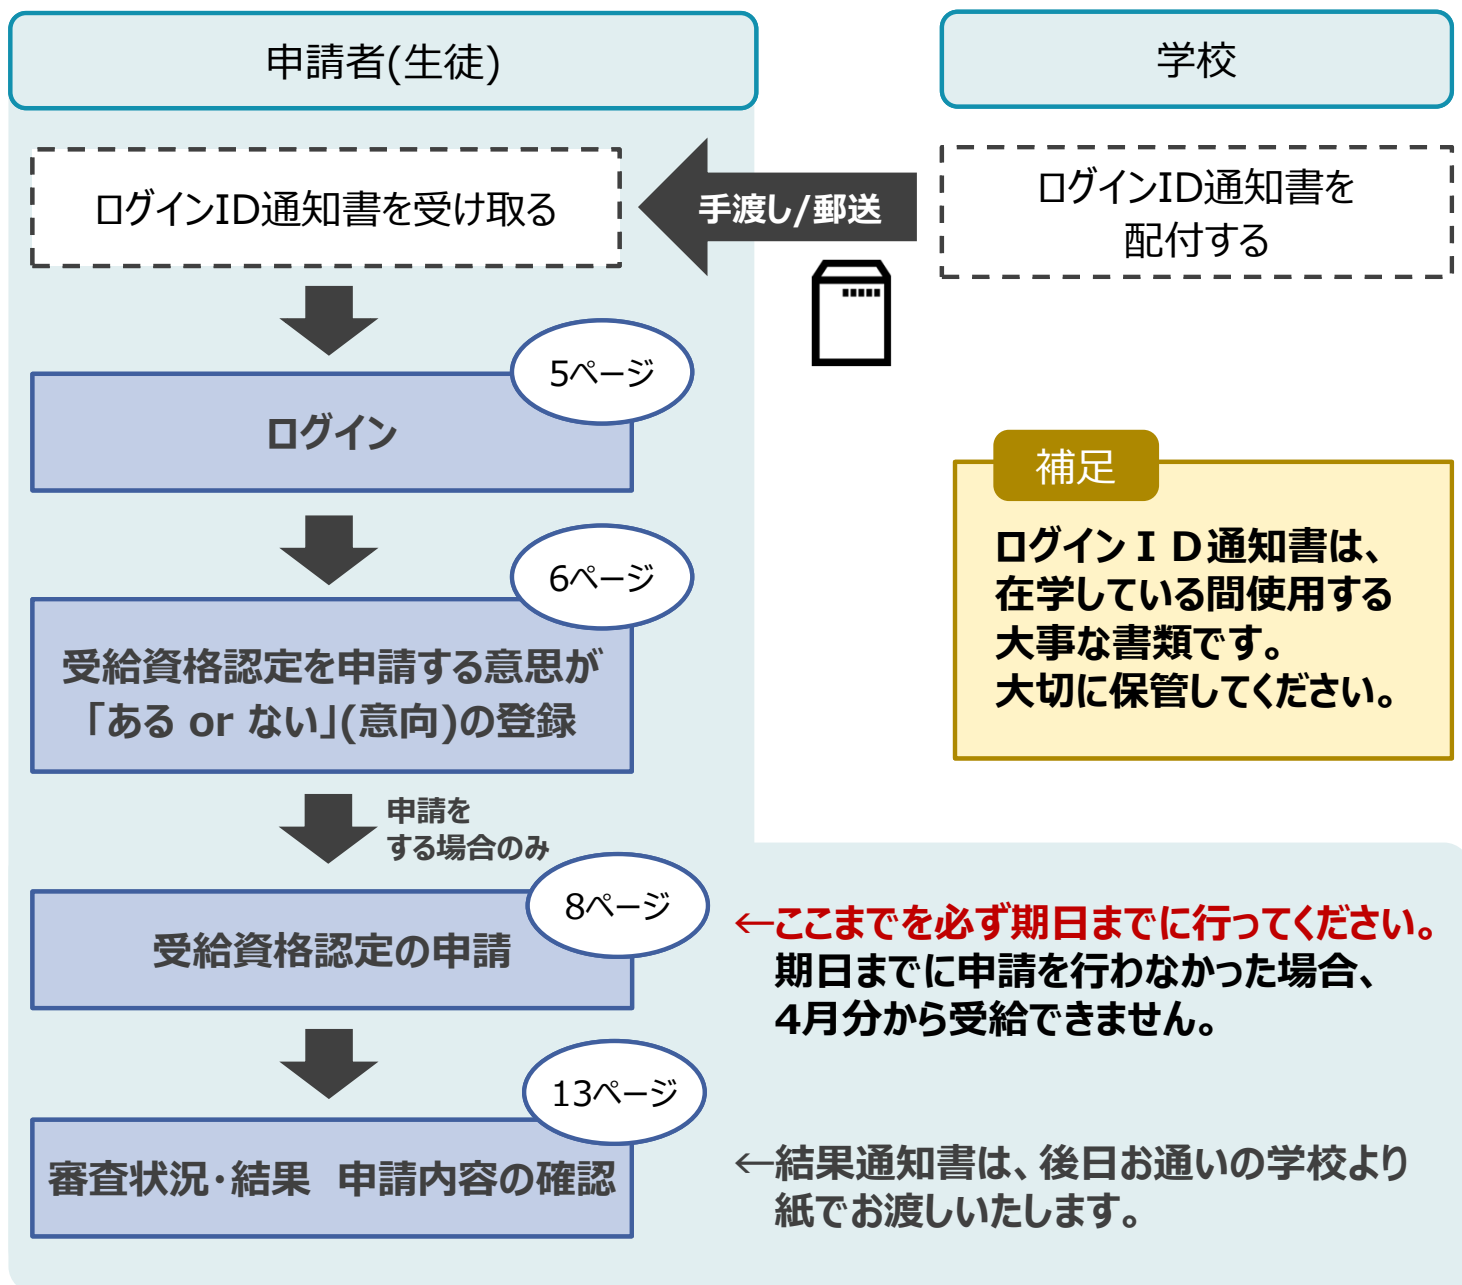 申請者(生徒)
学校
ログインID通知書を受け取る
手渡し/郵送
ログインID通知書を
配付する
5ページ
ログイン
6ページ
受給資格認定を申請する意思が
「ある or ない」(意向)の登録
補足
ログインＩＤ通知書は、
在学している間使用する
大事な書類です。
大切に保管してください。
申請を
する場合のみ
8ページ
受給資格認定の申請
←ここまでを必ず期日までに行ってください。
期日までに申請を行わなかった場合、
4月分から受給できません。
13ページ
審査状況・結果　申請内容の確認
←結果通知書は、後日お通いの学校より
紙でお渡しいたします。